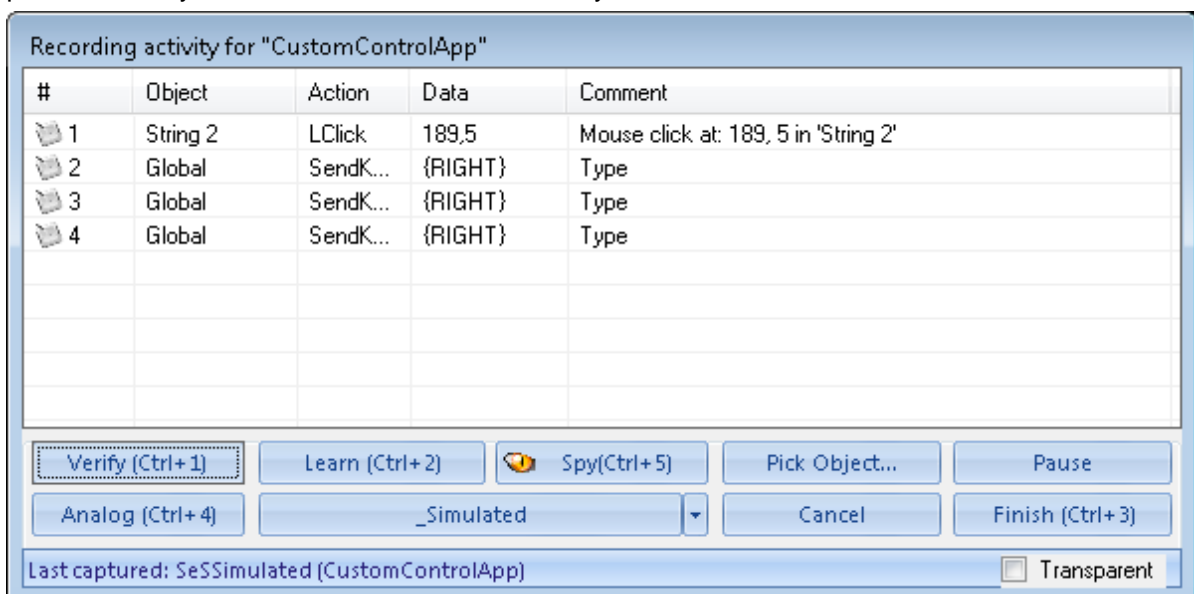 Recording activity for "CustomControlApp"
# Object Action Data Comment
1 String 2 LClick 189,5 Mouse click at: 189, 5 in 'String 2'
2 Global SendK... {RIGHT} Type
3 Global SendK... {RIGHT} Type
4 Global SendK... {RIGHT} Type
Verify (Ctrl+1) Learn (Ctrl+2) Spy(Ctrl+5) Pick Object... Pause
Analog (Ctrl+4) _Simulated Cancel Finish (Ctrl+3)
Last captured: SeSSimulated (CustomControlApp) Transparent